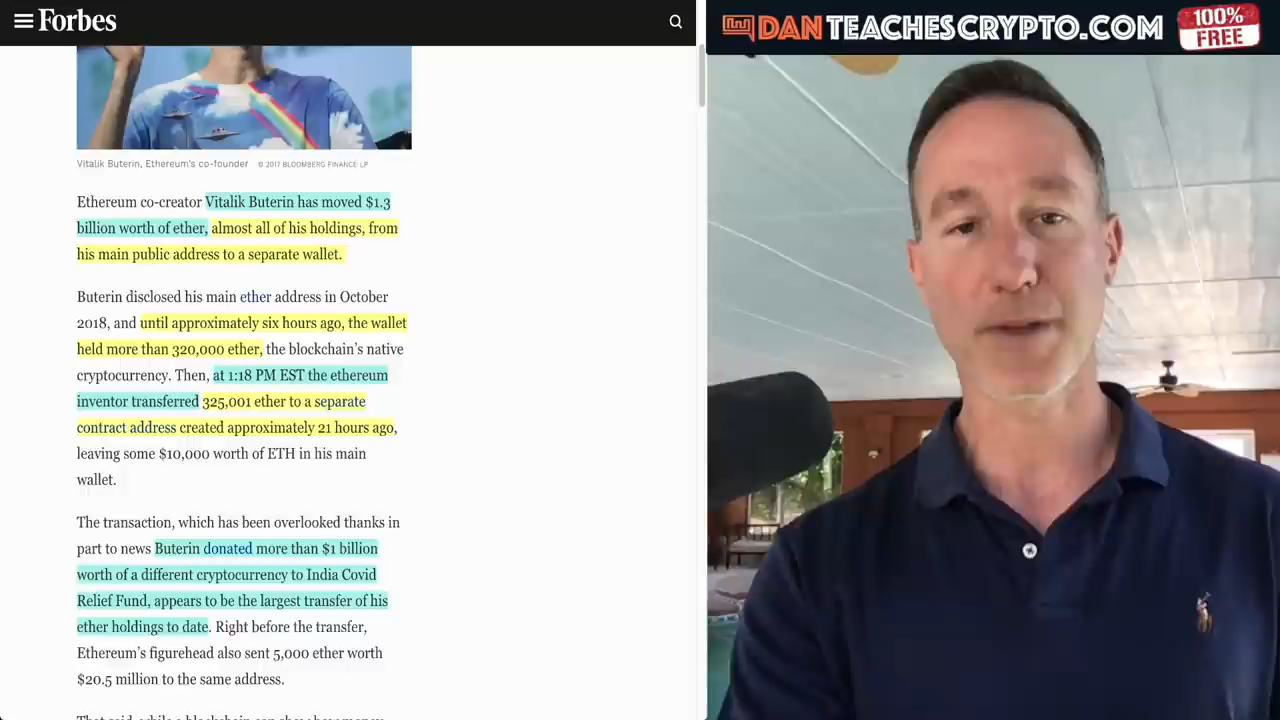 Forbes
DANTEACHESCRYPTO.COM
100%
FREE
Vitalik Buterin, Ethereum's co-founder © 2017 BLOOMBERG FINANCE LP
Ethereum co-creator Vitalik Buterin has moved $1.3
billion worth of ether, almost all of his holdings, from
his main public address to a separate wallet.
Buterin disclosed his main ether address in October
2018, and until approximately six hours ago, the wallet
held more than 320,000 ether, the blockchain's native
cryptocurrency. Then, at 1:18 PM EST the ethereum
inventor transferred 325,001 ether to a separate
contract address created approximately 21 hours ago,
leaving some $10,000 worth of ETH in his main
wallet.
The transaction, which has been overlooked thanks in
part to news Buterin donated more than $1 billion
worth of a different cryptocurrency to India Covid
Relief Fund, appears to be the largest transfer of his
ether holdings to date. Right before the transfer,
Ethereum's figurehead also sent 5,000 ether worth
$20.5 million to the same address.